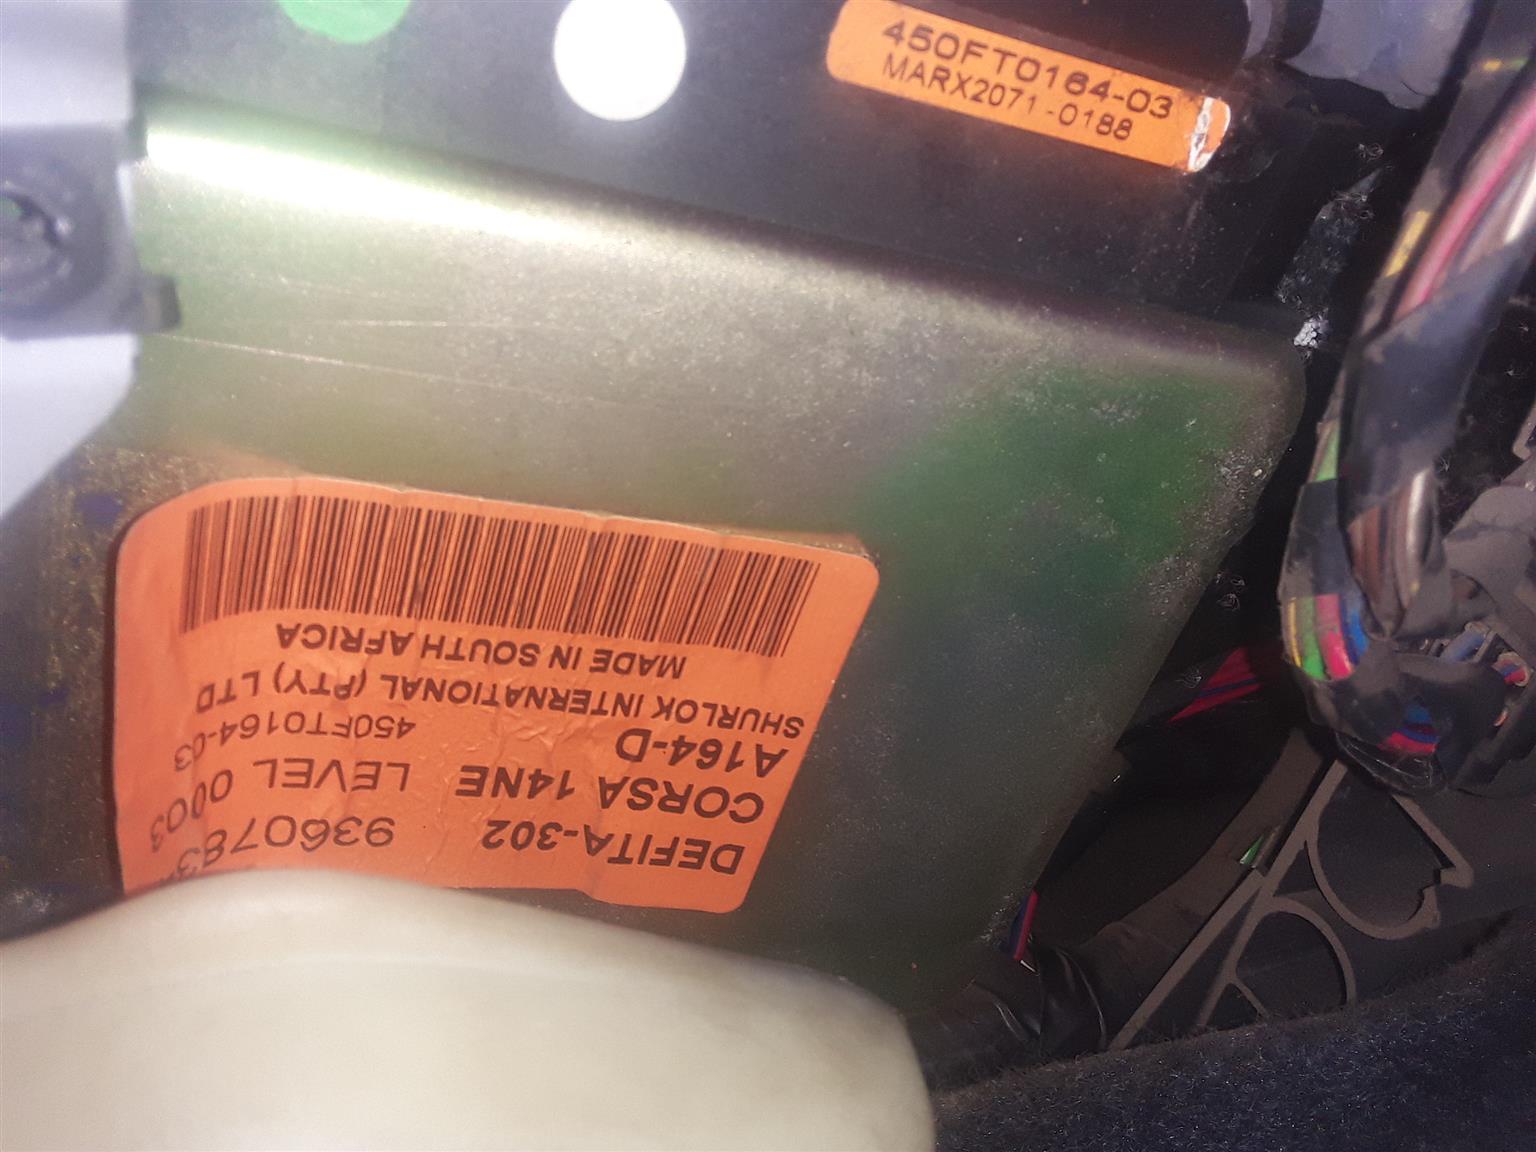 450FT0164-03
MARX2071-0188
DEFITA-302
CORSA 14NE LEVEL 0003
A164-D 450FT0164-03
SHURLOK INTERNATIONAL (PTY) LTD
MADE IN SOUTH AFRICA